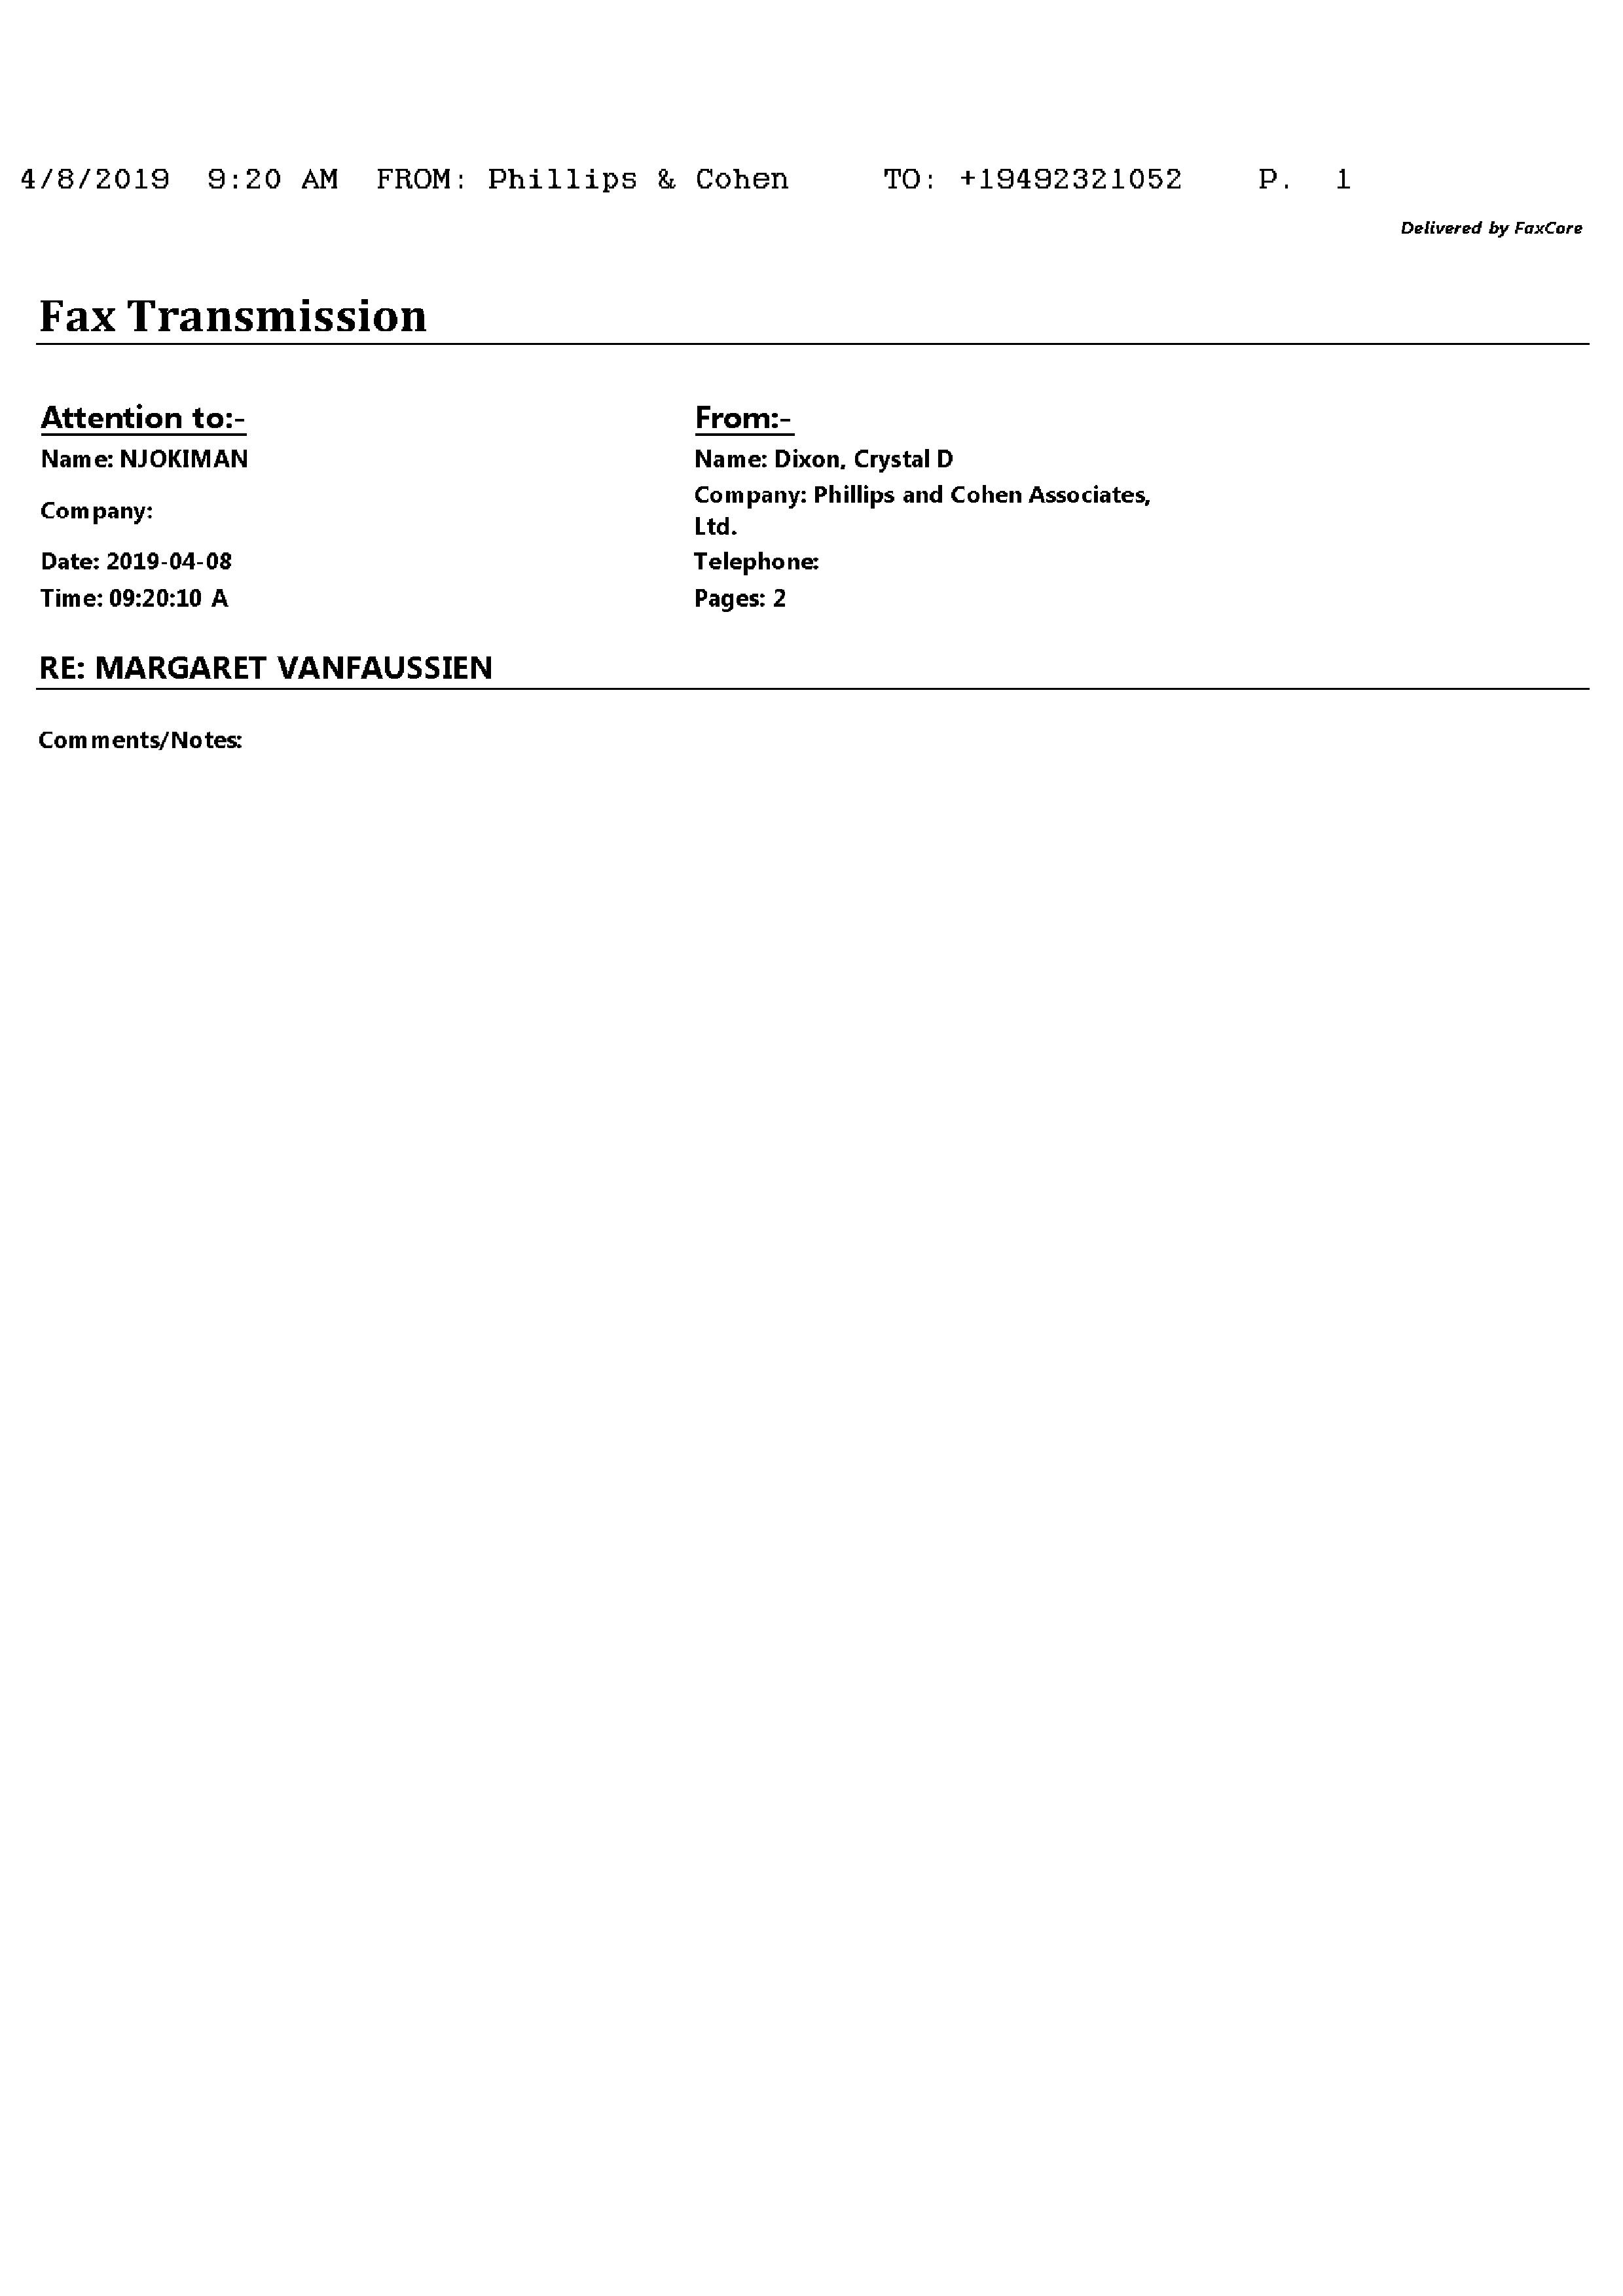 4/8/2019 9:20 AM FROM: Phillips & Cohen TO: +19492321052 P. 1
Delivered by FaxCore
Fax Transmission
Attention to:- From:-
Name: NJOKIMAN Name: Dixon, Crystal D
Company: Company: Phillips and Cohen Associates,
Ltd.
Date: 2019-04-08 Telephone:
Time: 09:20:10 A Pages: 2
RE: MARGARET VANFAUSSIEN
Comments/Notes: